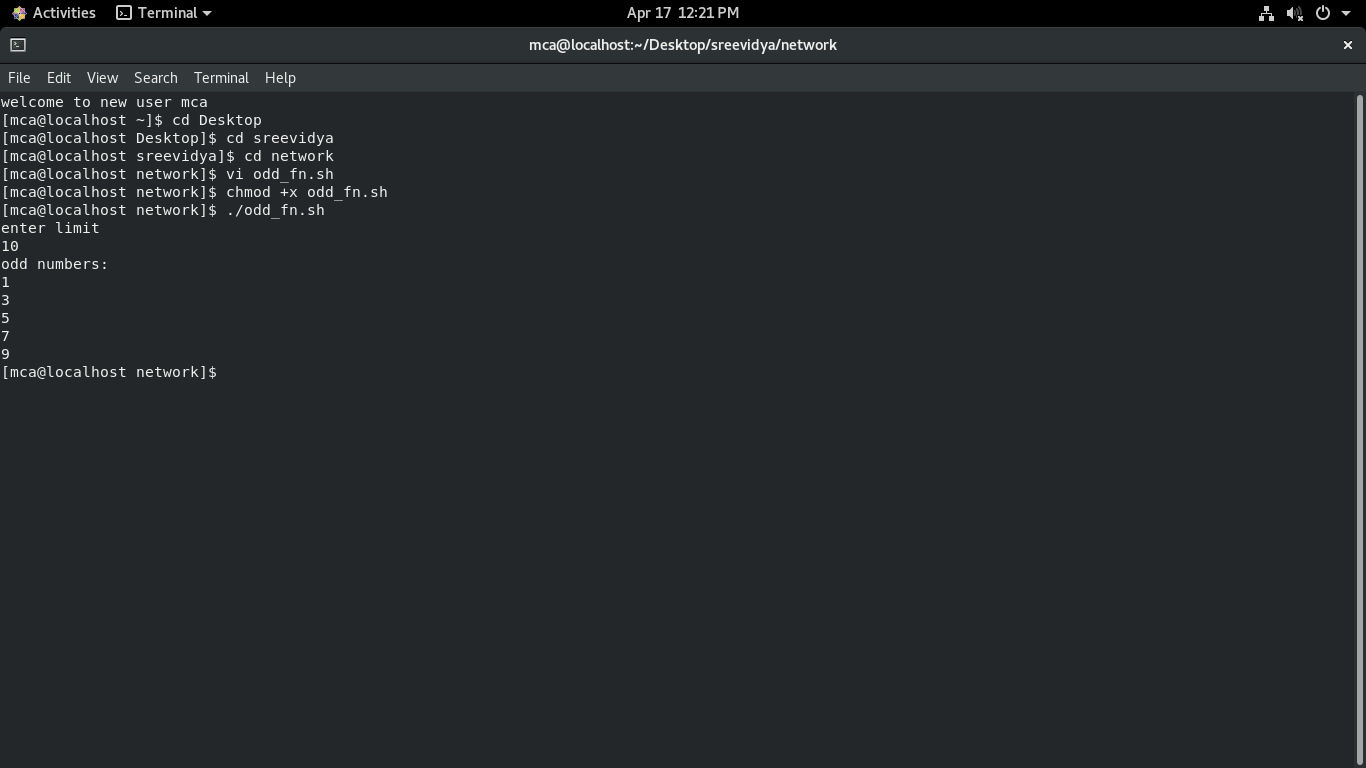 Activities Terminal Apr 17 12:21 PM
mca@localhost:~/Desktop/sreevidya/network
File Edit View Search Terminal Help
welcome to new user mca
[mca@localhost ~]$ cd Desktop
[mca@localhost Desktop]$ cd sreevidya
[mca@localhost sreevidya]$ cd network
[mca@localhost network]$ vi odd_fn.sh
[mca@localhost network]$ chmod +x odd_fn.sh
[mca@localhost network]$ ./odd_fn.sh
enter limit
10
odd numbers:
1
3
5
7
9
[mca@localhost network]$